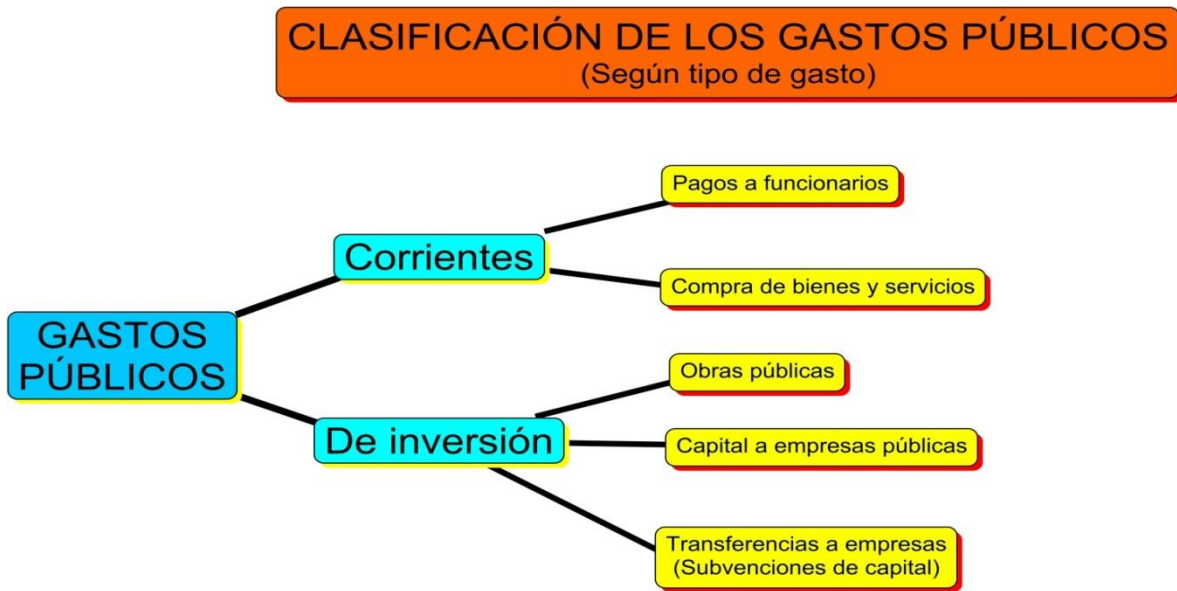 CLASIFICACIÓN DE LOS GASTOS PÚBLICOS
(Según tipo de gasto)
GASTOS
PÚBLICOS
Corrientes
Pagos a funcionarios
Compra de bienes y servicios
De inversión
Obras públicas
Capital a empresas públicas
Transferencias a empresas
(Subvenciones de capital)